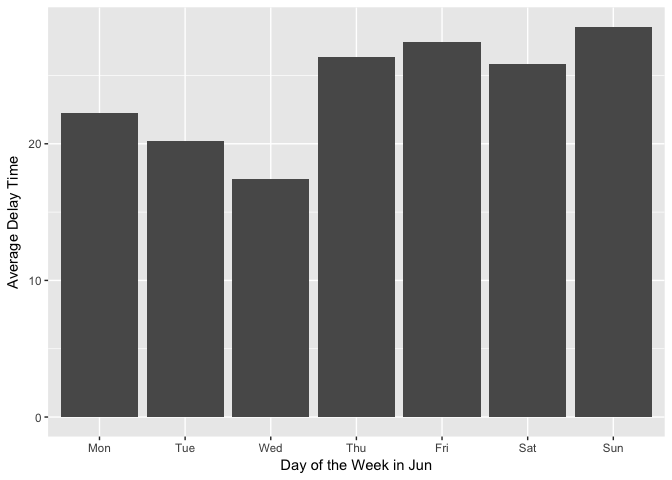 Average Delay Time
20
10
0
Mon Tue Wed Thu Fri Sat Sun
Day of the Week in Jun